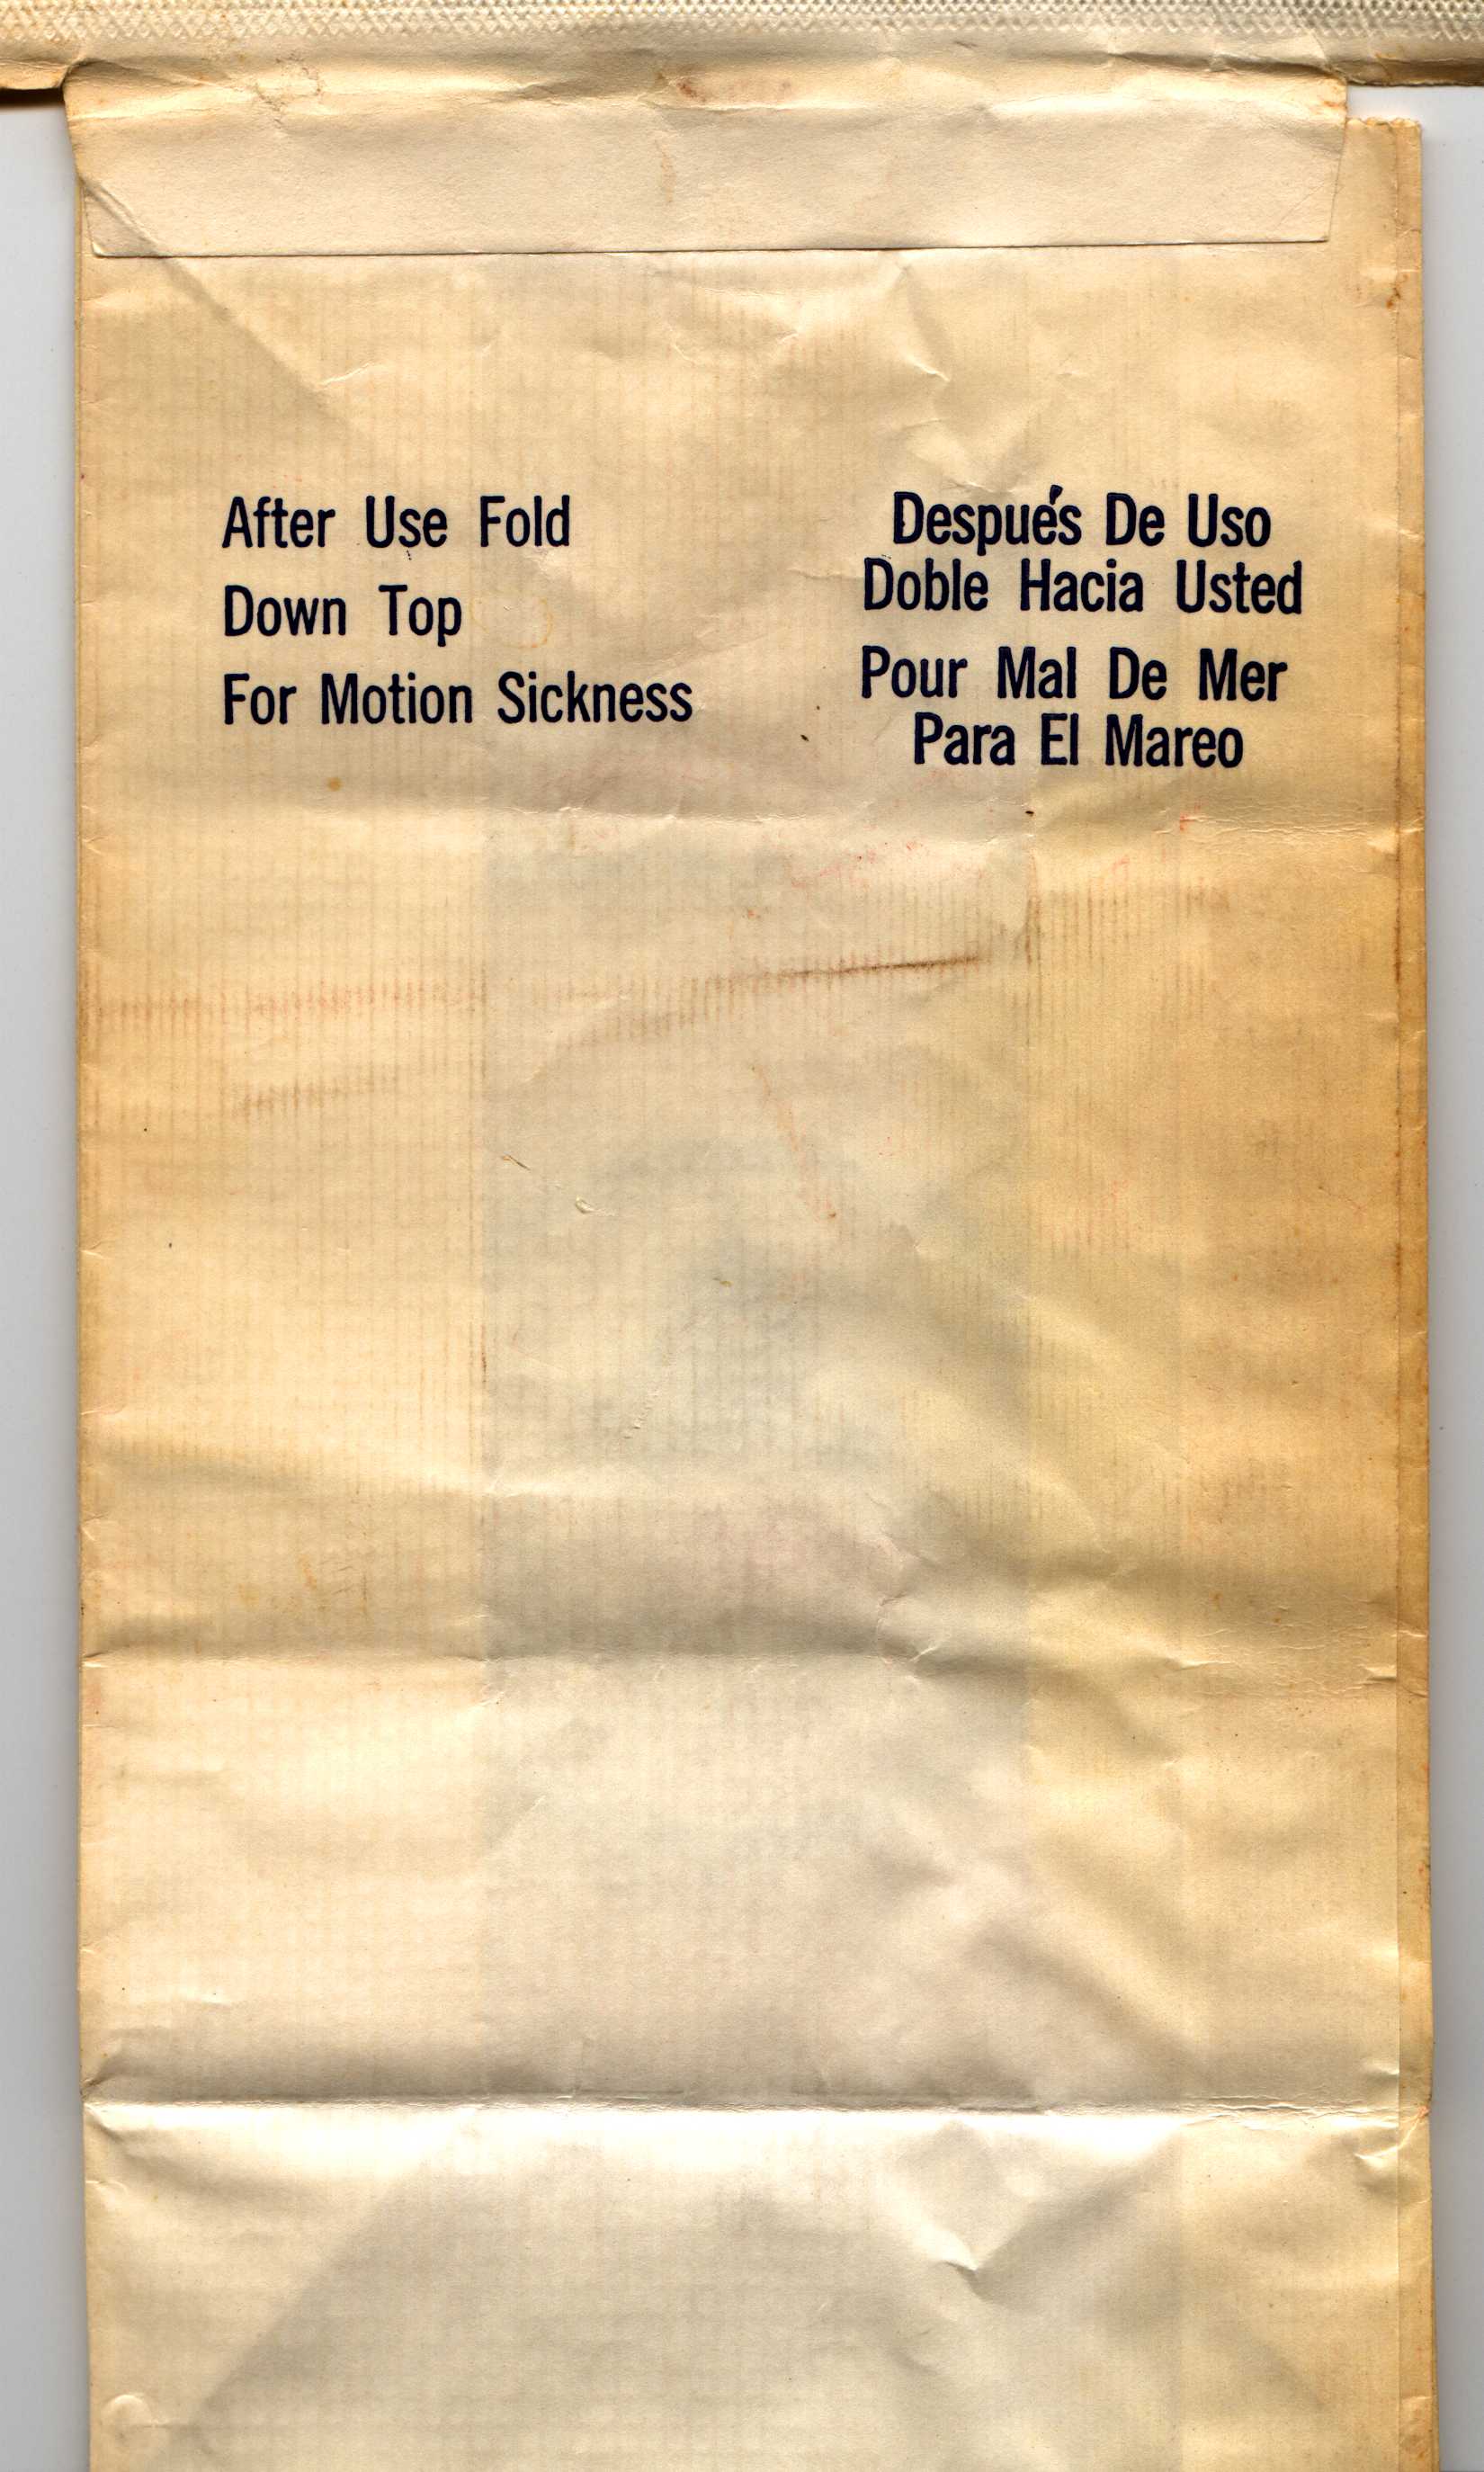 After Use Fold
Down Top
For Motion Sickness
Después De Uso
Doble Hacia Usted
Pour Mal De Mer
Para El Mareo